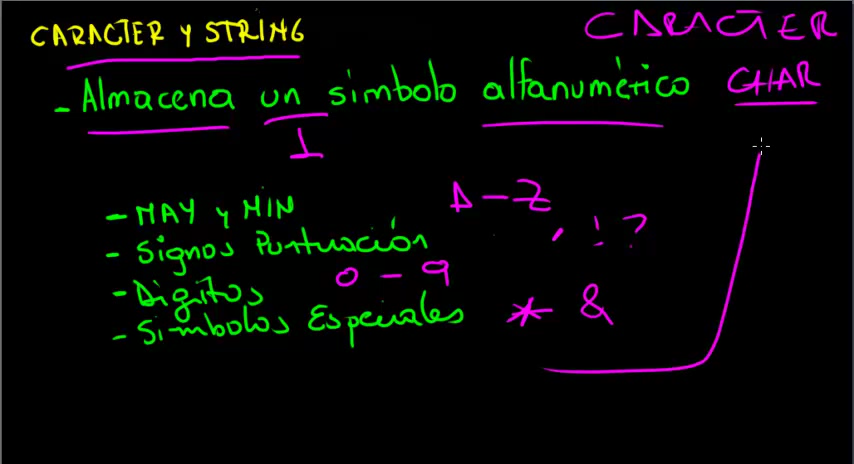 CARACTER Y STRING
CARACTER
- Almacena un simbolo alfanumérico CHAR
1
- MAY y MIN A - Z
- Signos Puntuación , ! ?
- Digitos 0 - 9
- Simbolos Especiales * &